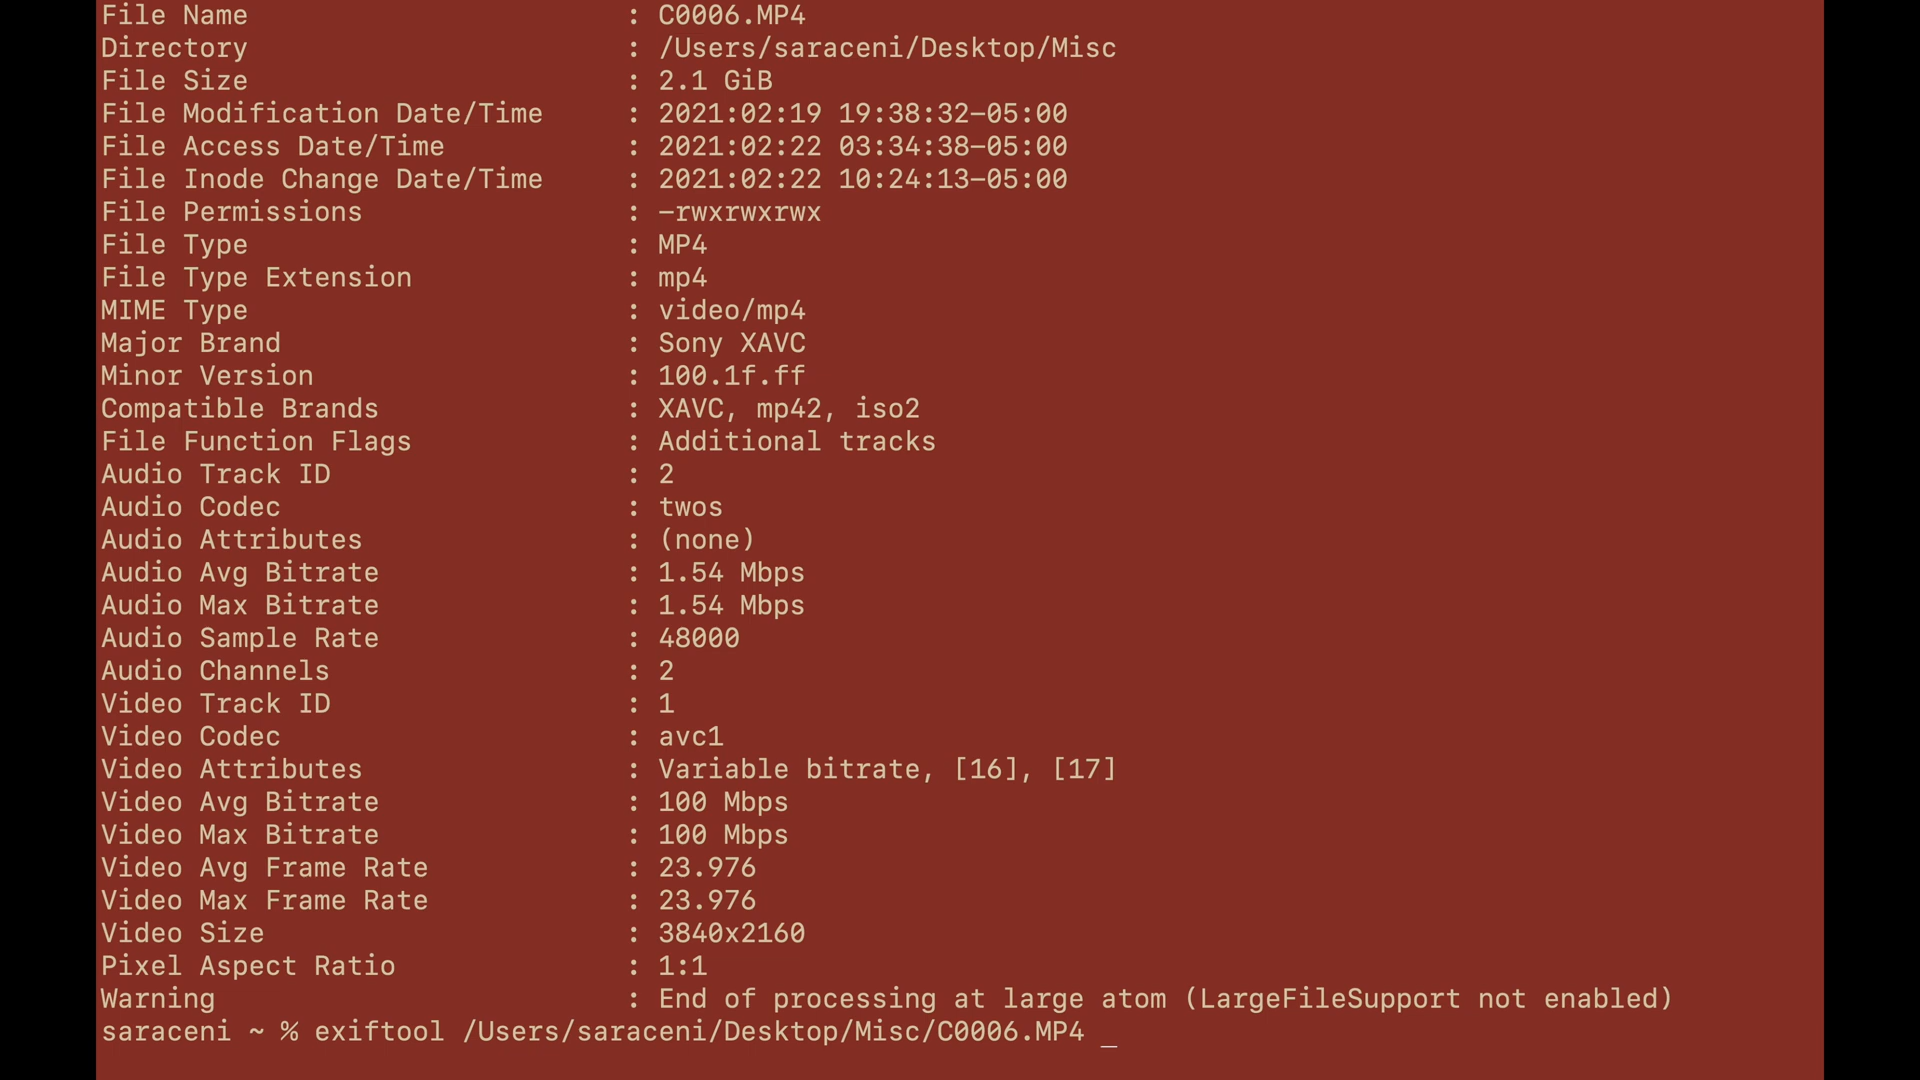 File Name : C0006.MP4
Directory : /Users/saraceni/Desktop/Misc
File Size : 2.1 GiB
File Modification Date/Time : 2021:02:19 19:38:32-05:00
File Access Date/Time : 2021:02:22 03:34:38-05:00
File Inode Change Date/Time : 2021:02:22 10:24:13-05:00
File Permissions : -rwxrwxrwx
File Type : MP4
File Type Extension : mp4
MIME Type : video/mp4
Major Brand : Sony XAVC
Minor Version : 100.1f.ff
Compatible Brands : XAVC, mp42, iso2
File Function Flags : Additional tracks
Audio Track ID : 2
Audio Codec : twos
Audio Attributes : (none)
Audio Avg Bitrate : 1.54 Mbps
Audio Max Bitrate : 1.54 Mbps
Audio Sample Rate : 48000
Audio Channels : 2
Video Track ID : 1
Video Codec : avc1
Video Attributes : Variable bitrate, [16], [17]
Video Avg Bitrate : 100 Mbps
Video Max Bitrate : 100 Mbps
Video Avg Frame Rate : 23.976
Video Max Frame Rate : 23.976
Video Size : 3840x2160
Pixel Aspect Ratio : 1:1
Warning : End of processing at large atom (LargeFileSupport not enabled)
saraceni ~ % exiftool /Users/saraceni/Desktop/Misc/C0006.MP4 _